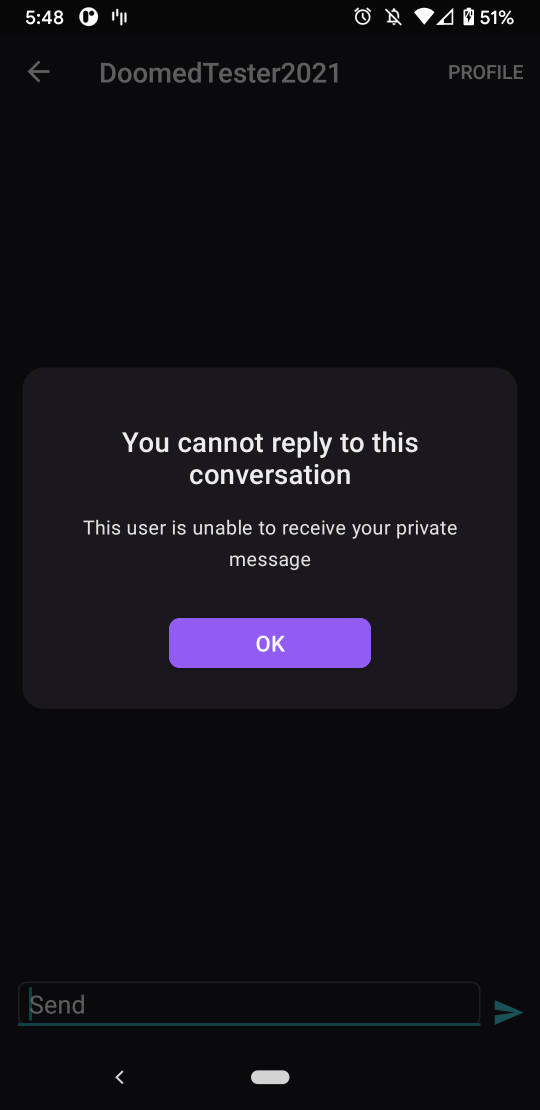 5:48
51%
DoomedTester2021
PROFILE
You cannot reply to this
conversation
This user is unable to receive your private
message
OK
Send